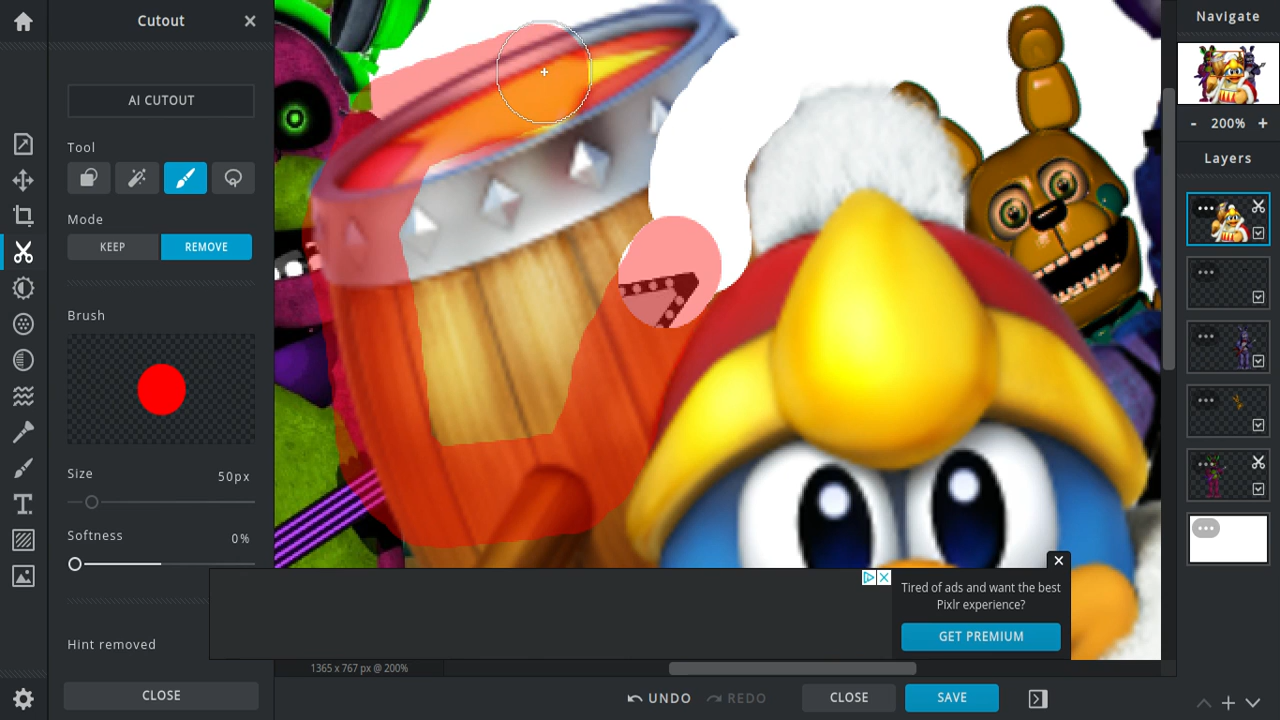 Cutout
AI CUTOUT
Tool
Mode
KEEP
REMOVE
Brush
Size
50px
Softness
0%
Hint removed
CLOSE
Tired of ads and want the best
Pixlr experience?
GET PREMIUM
1365 x 767 px @ 200%
UNDO
REDO
CLOSE
SAVE
Navigate
- 200% +
Layers